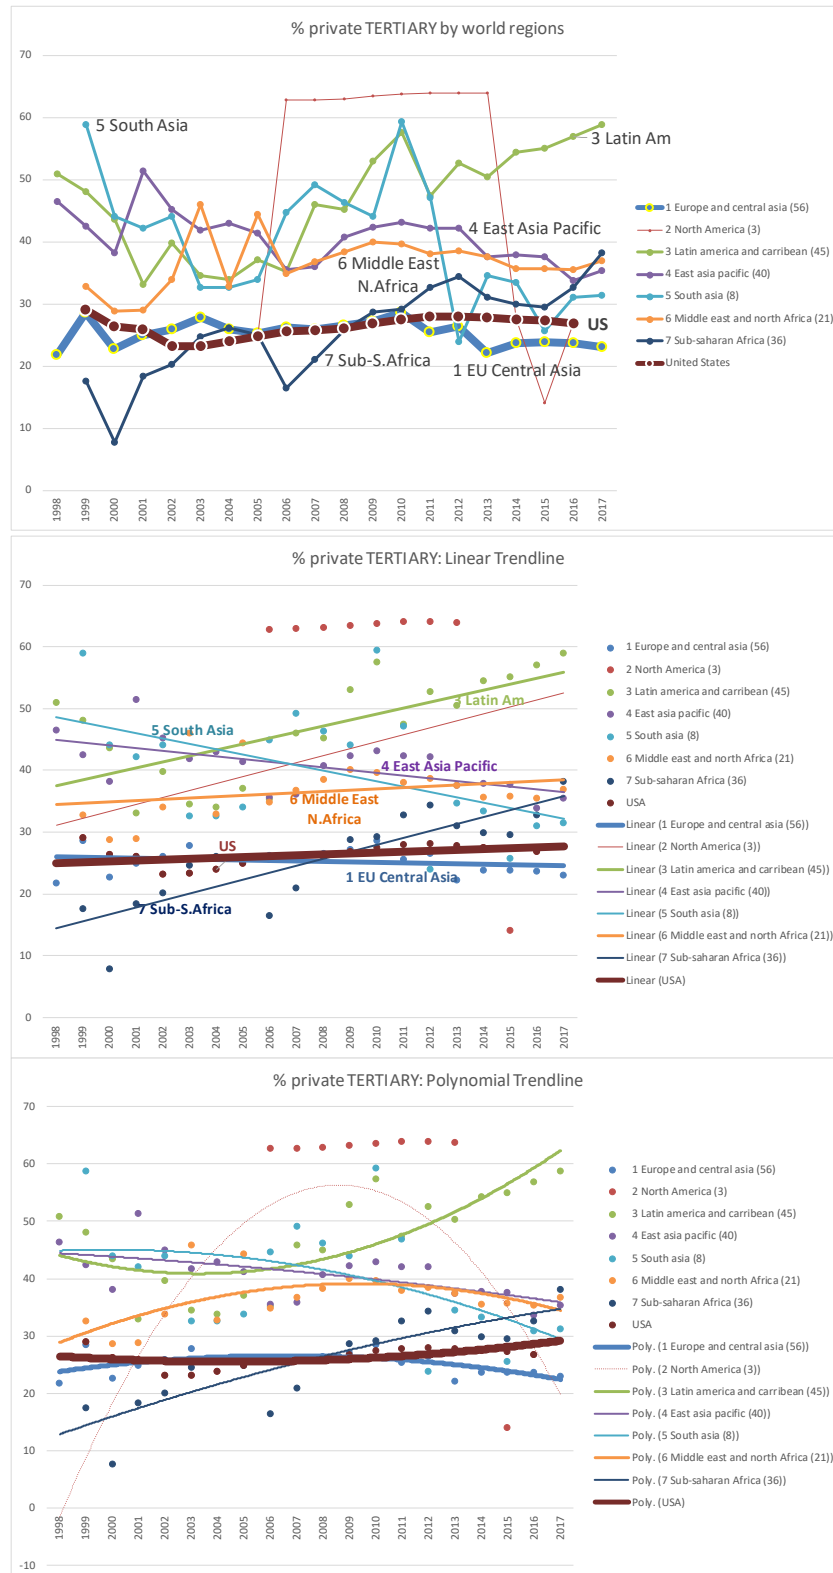 % private TERTIARY by world regions
70
60
50
40
30
20
10
0
5 South Asia
3 Latin Am
4 East Asia Pacific
6 Middle East
N.Africa
US
7 Sub-S.Africa
1 EU Central Asia
1998
1999
2000
2001
2002
2003
2004
2005
2006
2007
2008
2009
2010
2011
2012
2013
2014
2015
2016
2017
1 Europe and central asia (56)
2 North America (3)
3 Latin america and carribean (45)
4 East asia pacific (40)
5 South asia (8)
6 Middle east and north africa (21)
7 Sub-saharan Africa (36)
United States
% private TERTIARY: Linear Trendline
70
60
50
40
30
20
10
0
3 Latin Am
5 South Asia
4 East Asia Pacific
6 Middle East
N.Africa
US
1 EU Central Asia
7 Sub-S.Africa
1998
1999
2000
2001
2002
2003
2004
2005
2006
2007
2008
2009
2010
2011
2012
2013
2014
2015
2016
2017
1 Europe and central asia (56)
2 North America (3)
3 Latin america and carribean (45)
4 East asia pacific (40)
5 South asia (8)
6 Middle east and north africa (21)
7 Sub-saharan Africa (36)
USA
Linear (1 Europe and central asia (56))
Linear (2 North America (3))
Linear (3 Latin america and carribean (45))
Linear (4 East asia pacific (40))
Linear (5 South asia (8))
Linear (6 Middle east and north Africa (21))
Linear (7 Sub-saharan Africa (36))
Linear (USA)
% private TERTIARY: Polynomial Trendline
70
60
50
40
30
20
10
0
-10
1998
1999
2000
2001
2002
2003
2004
2005
2006
2007
2008
2009
2010
2011
2012
2013
2014
2015
2016
2017
1 Europe and central asia (56)
2 North America (3)
3 Latin america and carribean (45)
4 East asia pacific (40)
5 South asia (8)
6 Middle east and north africa (21)
7 Sub-saharan Africa (36)
USA
Poly. (1 Europe and central asia (56))
Poly. (2 North America (3))
Poly. (3 Latin america and carribean (45))
Poly. (4 East asia pacific (40))
Poly. (5 South asia (8))
Poly. (6 Middle east and north Africa (21))
Poly. (7 Sub-saharan Africa (36))
Poly. (USA)